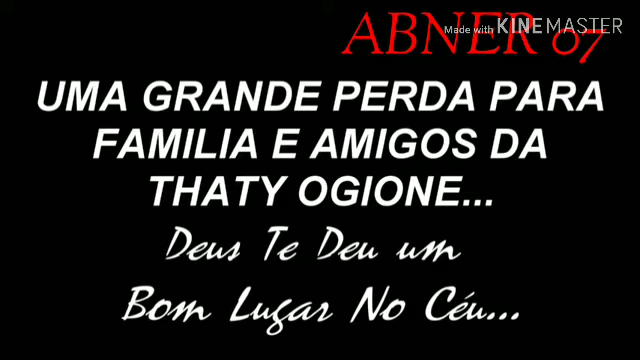 ABNER 07
Made with KINEMASTER
UMA GRANDE PERDA PARA
FAMILIA E AMIGOS DA
THATY OGIONE...
Deus Te Deu um
Bom Lugar No Céu...